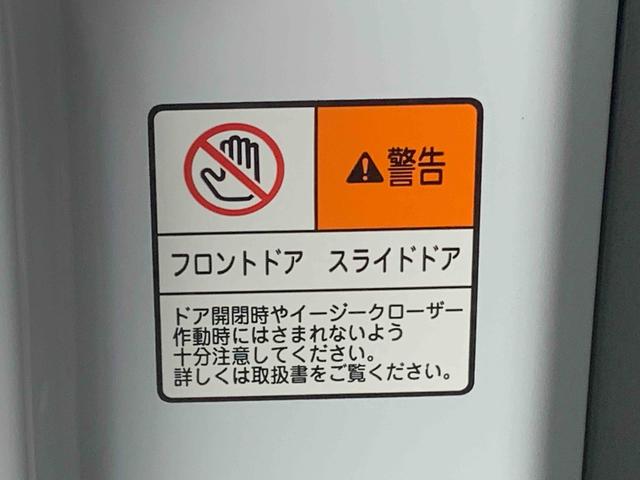 警告
フロントドア　スライドドア
ドア開閉時やイージークローザー
作動時にはさまれないよう
十分注意してください。
詳しくは取扱書をご覧ください。